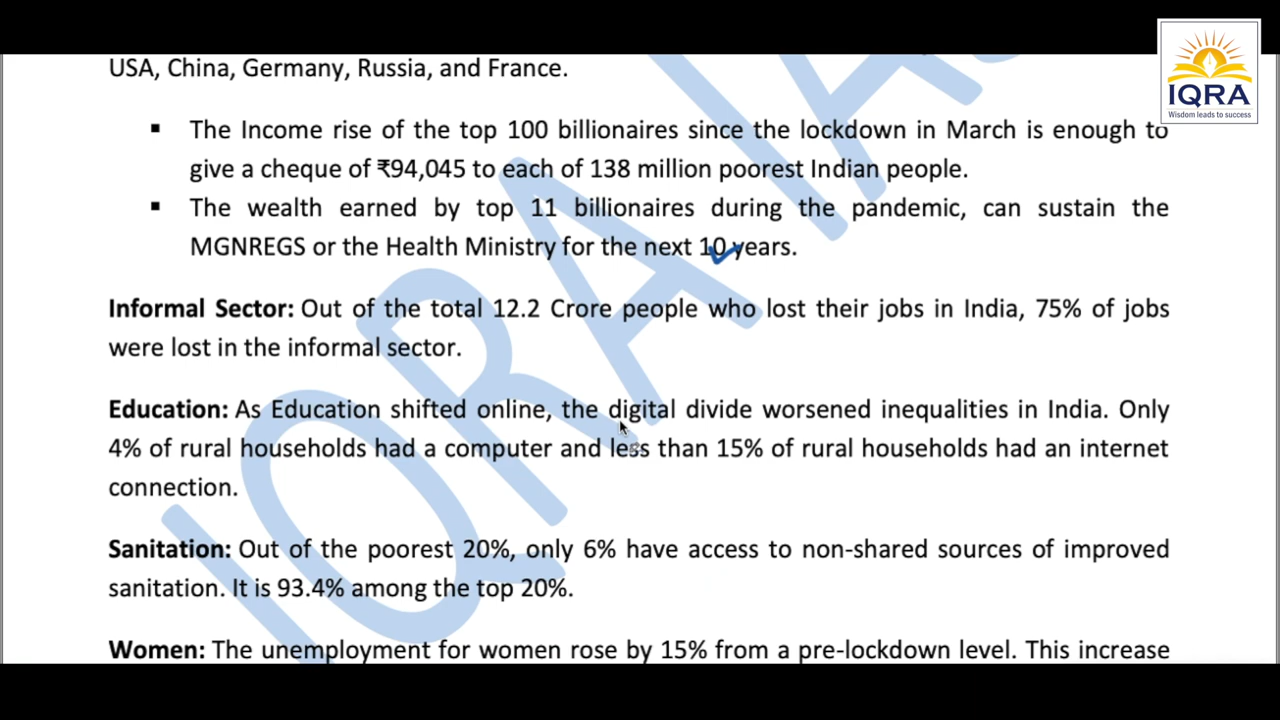 USA, China, Germany, Russia, and France.
▪ The Income rise of the top 100 billionaires since the lockdown in March is enough to
give a cheque of ₹94,045 to each of 138 million poorest Indian people.
▪ The wealth earned by top 11 billionaires during the pandemic, can sustain the
MGNREGS or the Health Ministry for the next 10 years.
Informal Sector: Out of the total 12.2 Crore people who lost their jobs in India, 75% of jobs
were lost in the informal sector.
Education: As Education shifted online, the digital divide worsened inequalities in India. Only
4% of rural households had a computer and less than 15% of rural households had an internet
connection.
Sanitation: Out of the poorest 20%, only 6% have access to non-shared sources of improved
sanitation. It is 93.4% among the top 20%.
Women: The unemployment for women rose by 15% from a pre-lockdown level. This increase
IQRA IAS
IQRA
Wisdom leads to success